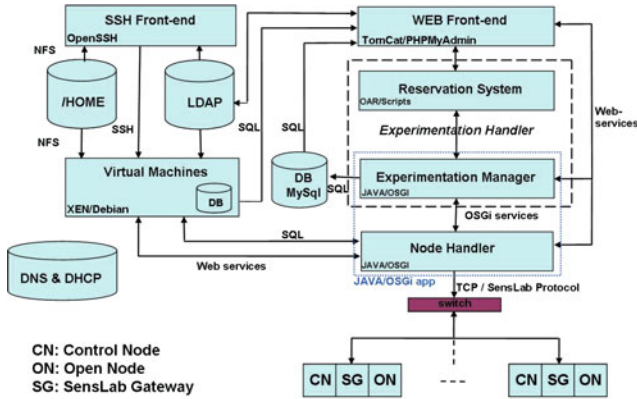 SSH Front-end
OpenSSH
WEB Front-end
TomCat/PHPMyAdmin
NFS
/HOME
LDAP
Reservation System
OAR/Scripts
Web-services
Experimentation Handler
NFS
SSH
SQL
SQL
Virtual Machines
DB
XEN/Debian
DB MySql
SQL
Experimentation Manager
JAVA/OSGI
OSGi services
SQL
Node Handler
JAVA/OSGI
Web services
JAVA/OSGi app
DNS & DHCP
TCP / SensLab Protocol
switch
CN: Control Node
ON: Open Node
SG: SensLab Gateway
CN SG ON
CN SG ON